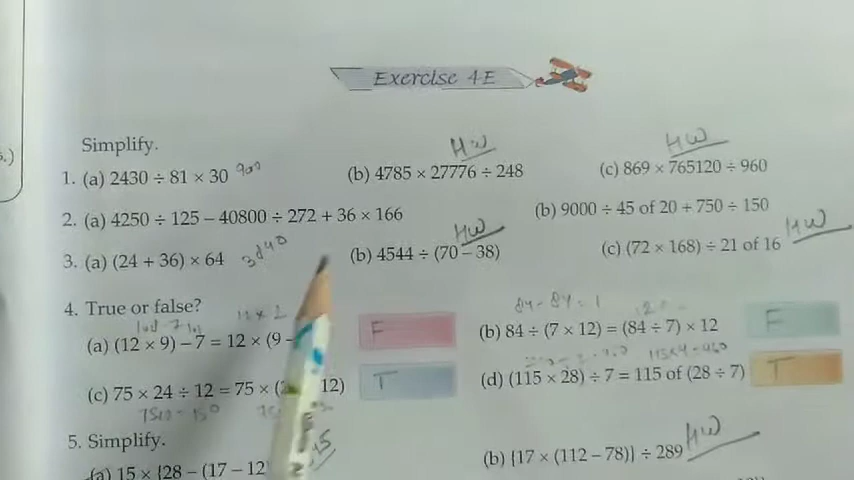 Exercise 4E
Simplify.
HW HW
1. (a) 2430 ÷ 81 × 30 900 (b) 4785 × 27776 ÷ 248 (c) 869 × 765120 ÷ 960
2. (a) 4250 ÷ 125 – 40800 ÷ 272 + 36 × 166 (b) 9000 ÷ 45 of 20 + 750 ÷ 150
HW HW
3. (a) (24 + 36) × 64 3840 (b) 4544 ÷ (70 – 38) (c) (72 × 168) ÷ 21 of 16
4. True or false?
(a) (12 × 9) – 7 = 12 × (9 – F (b) 84 ÷ (7 × 12) = (84 ÷ 7) × 12 F
(c) 75 × 24 ÷ 12 = 75 × (2 12) T (d) (115 × 28) ÷ 7 = 115 of (28 ÷ 7) T
5. Simplify.
HW
(a) 15 × {28 – (17 – 12 (b) {17 × (112 – 78)} ÷ 289